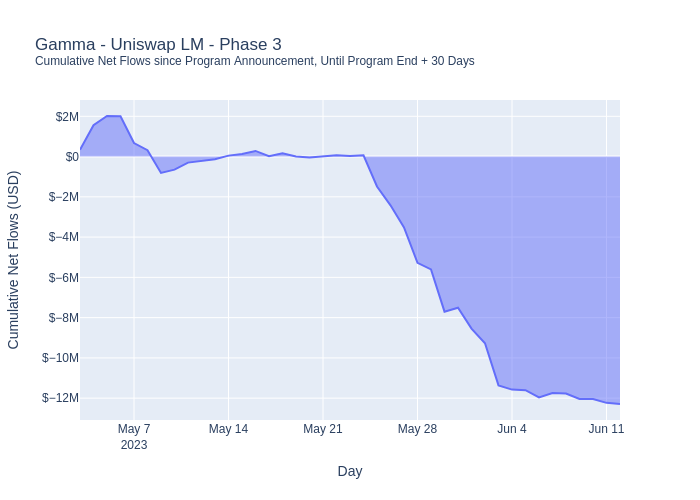 Gamma - Uniswap LM - Phase 3
Cumulative Net Flows since Program Announcement, Until Program End + 30 Days
Cumulative Net Flows (USD)
$2M
$0
$−2M
$−4M
$−6M
$−8M
$−10M
$−12M
May 7
2023
May 14
May 21
May 28
Jun 4
Jun 11
Day